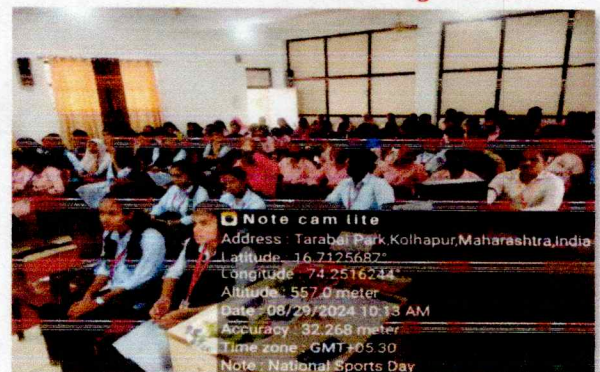 Note cam lite
Address : Tarabai Park,Kolhapur,Maharashtra,India
Latitude : 16.7125687°
Longitude : 74.2516244°
Altitude : 557.0 meter
Date : 08/29/2024 10:13 AM
Accuracy : 32.268 meter
Time zone : GMT+05:30
Note : National Sports Day